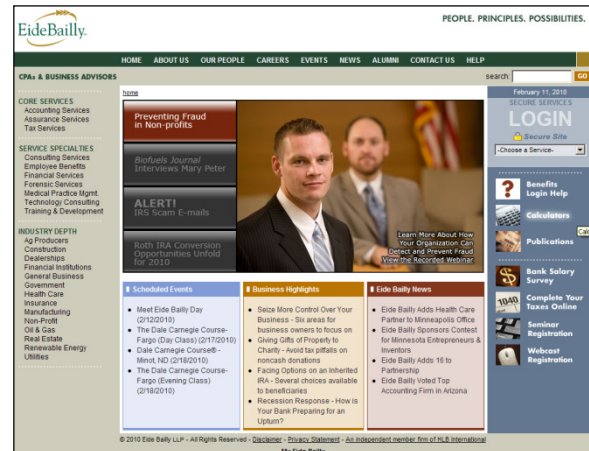 EideBailly.
PEOPLE. PRINCIPLES. POSSIBILITIES.
HOME ABOUT US OUR PEOPLE CAREERS EVENTS NEWS ALUMNI CONTACT US HELP
CPAs & BUSINESS ADVISORS
search: GO
CORE SERVICES
Accounting Services
Assurance Services
Tax Services
SERVICE SPECIALTIES
Consulting Services
Employee Benefits
Financial Services
Forensic Services
Medical Practice Mgmt.
Technology Consulting
Training & Development
INDUSTRY DEPTH
Ag Producers
Construction
Dealerships
Financial Institutions
General Business
Government
Health Care
Insurance
Manufacturing
Non-Profit
Oil & Gas
Real Estate
Renewable Energy
Utilities
home
Preventing Fraud
in Non-profits
Biofuels Journal
Interviews Mary Peter
ALERT!
IRS Scam E-mails
Roth IRA Conversion
Opportunities Unfold
for 2010
Learn More About How
Your Organization Can
Detect and Prevent Fraud
View the Recorded Webinar
Scheduled Events
• Meet Eide Bailly Day
(2/12/2010)
• The Dale Carnegie Course-
Fargo (Day Class) (2/17/2010)
• Dale Carnegie Course® -
Minot, ND (2/18/2010)
• The Dale Carnegie Course-
Fargo (Evening Class)
(2/18/2010)
Business Highlights
• Seize More Control Over Your
Business - Six areas for
business owners to focus on
• Giving Gifts of Property to
Charity - Avoid tax pitfalls on
noncash donations
• Facing Options on an Inherited
IRA - Several choices available
to beneficiaries
• Recession Response - How is
Your Bank Preparing for an
Upturn?
Eide Bailly News
• Eide Bailly Adds Health Care
Partner to Minneapolis Office
• Eide Bailly Sponsors Contest
for Minnesota Entrepreneurs &
Inventors
• Eide Bailly Adds 16 to
Partnership
• Eide Bailly Voted Top
Accounting Firm in Arizona
February 11, 2010
SECURE SERVICES
LOGIN
Secure Site
-Choose a Service-
Benefits
Login Help
Calculators
Publications
Bank Salary
Survey
1040
Complete Your
Taxes Online
Seminar
Registration
Webcast
Registration
© 2010 Eide Bailly LLP - All Rights Reserved - Disclaimer - Privacy Statement - An independent member firm of HLB International
My Eide Bailly